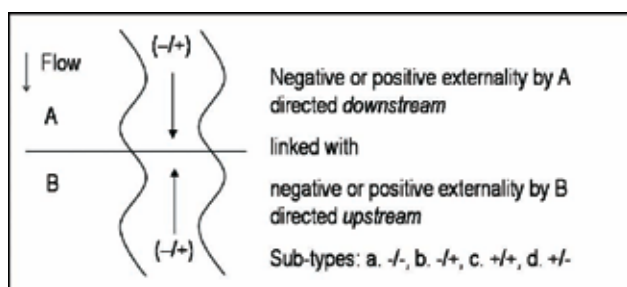 (–/+)
Flow
A
B
(–/+)
Negative or positive externality by A
directed downstream
linked with
negative or positive externality by B
directed upstream
Sub-types: a. -/-, b. -/+, c. +/+, d. +/-